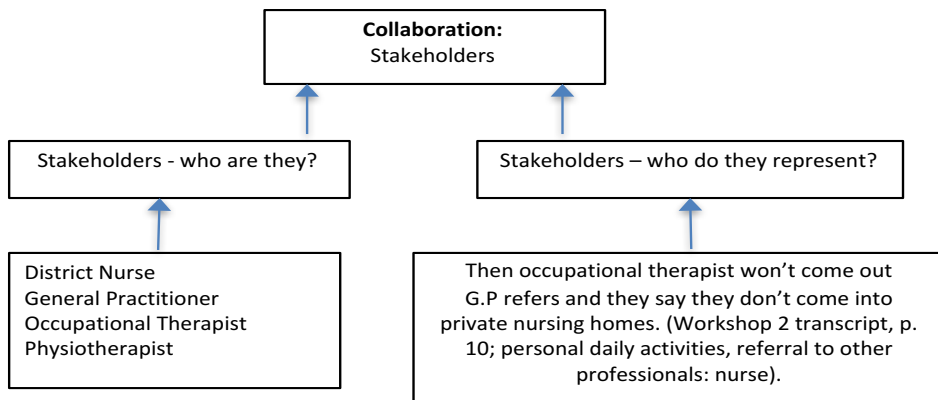 Collaboration:
Stakeholders
Stakeholders - who are they?
Stakeholders – who do they represent?
District Nurse
General Practitioner
Occupational Therapist
Physiotherapist
Then occupational therapist won’t come out
G.P refers and they say they don’t come into
private nursing homes. (Workshop 2 transcript, p.
10; personal daily activities, referral to other
professionals: nurse).